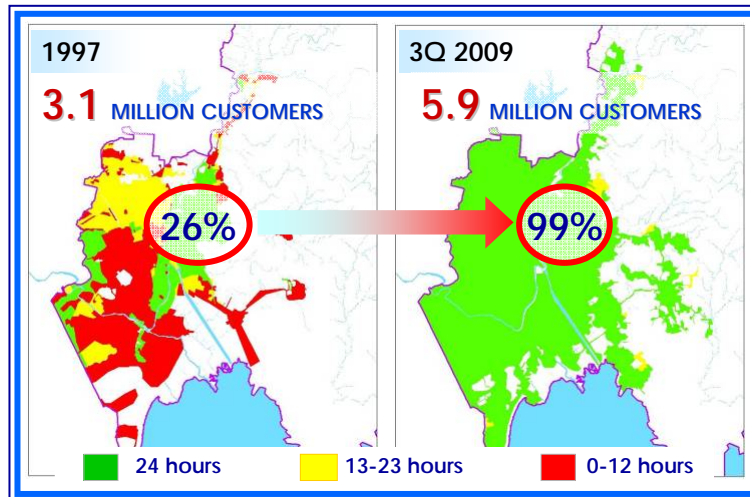 1997
3.1 MILLION CUSTOMERS
26%
3Q 2009
5.9 MILLION CUSTOMERS
99%
24 hours
13-23 hours
0-12 hours